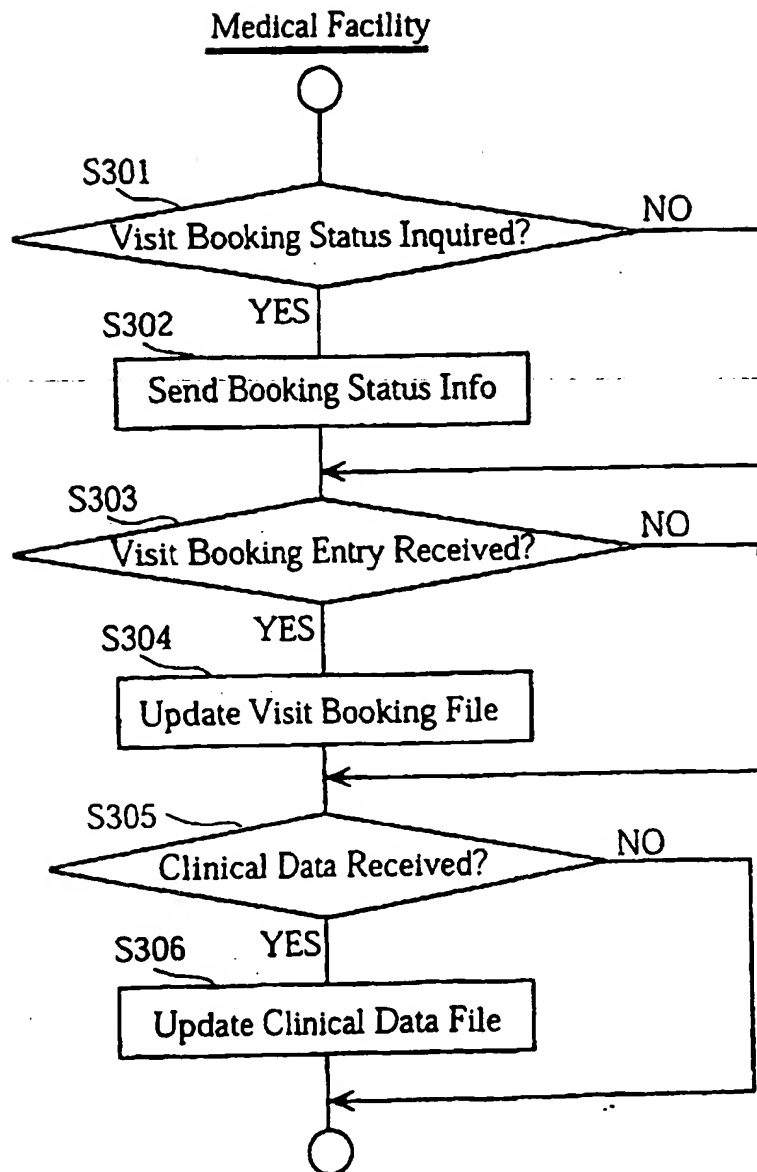 Medical Facility
S301
Visit Booking Status Inquired?
NO
YES
S302
Send Booking Status Info
S303
Visit Booking Entry Received?
NO
YES
S304
Update Visit Booking File
S305
Clinical Data Received?
NO
YES
S306
Update Clinical Data File